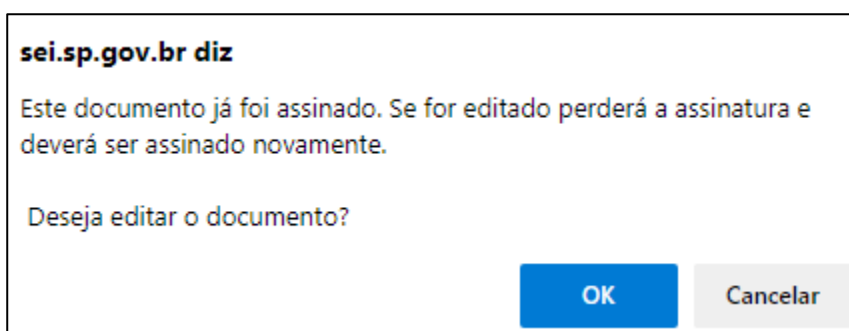 sei.sp.gov.br diz
Este documento já foi assinado. Se for editado perderá a assinatura e
deverá ser assinado novamente.
Deseja editar o documento?
OK
Cancelar